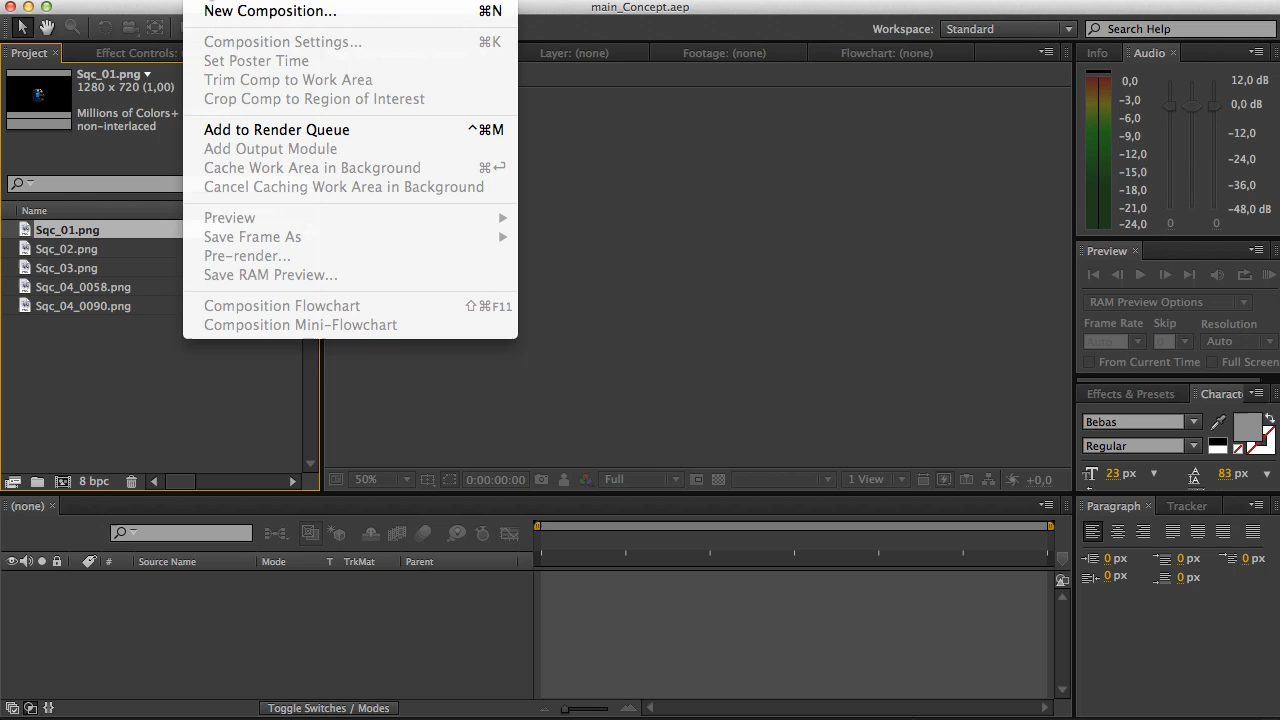 main_Concept.aep
New Composition... ⌘N
Workspace: Standard
Search Help
Composition Settings... ⌘K
Set Poster Time
Trim Comp to Work Area
Crop Comp to Region of Interest
Add to Render Queue ^⌘M
Add Output Module
Cache Work Area in Background ⌘↩
Cancel Caching Work Area in Background
Preview
Save Frame As
Pre-render...
Save RAM Preview...
Composition Flowchart ⇧⌘F11
Composition Mini-Flowchart
Project
Effect Controls:
Layer: (none)
Footage: (none)
Flowchart: (none)
Sqc_01.png
1280 x 720 (1,00)
Millions of Colors+
non-interlaced
Name
Sqc_01.png
Sqc_02.png
Sqc_03.png
Sqc_04_0058.png
Sqc_04_0090.png
8 bpc
50%
0:00:00:00
Full
1 View
+0,0
Info
Audio
0,0
-3,0
-6,0
-9,0
-12,0
-15,0
-18,0
-21,0
-24,0
12,0 dB
0,0 dB
-12,0
-24,0
-36,0
-48,0 dB
0 0
Preview
RAM Preview Options
Frame Rate Skip Resolution
Auto 0 Auto
From Current Time Full Screen
Effects & Presets
Charact
Bebas
Regular
23 px
83 px
(none)
# Source Name Mode T TrkMat Parent
Toggle Switches / Modes
Paragraph
Tracker
0 px 0 px 0 px
0 px 0 px